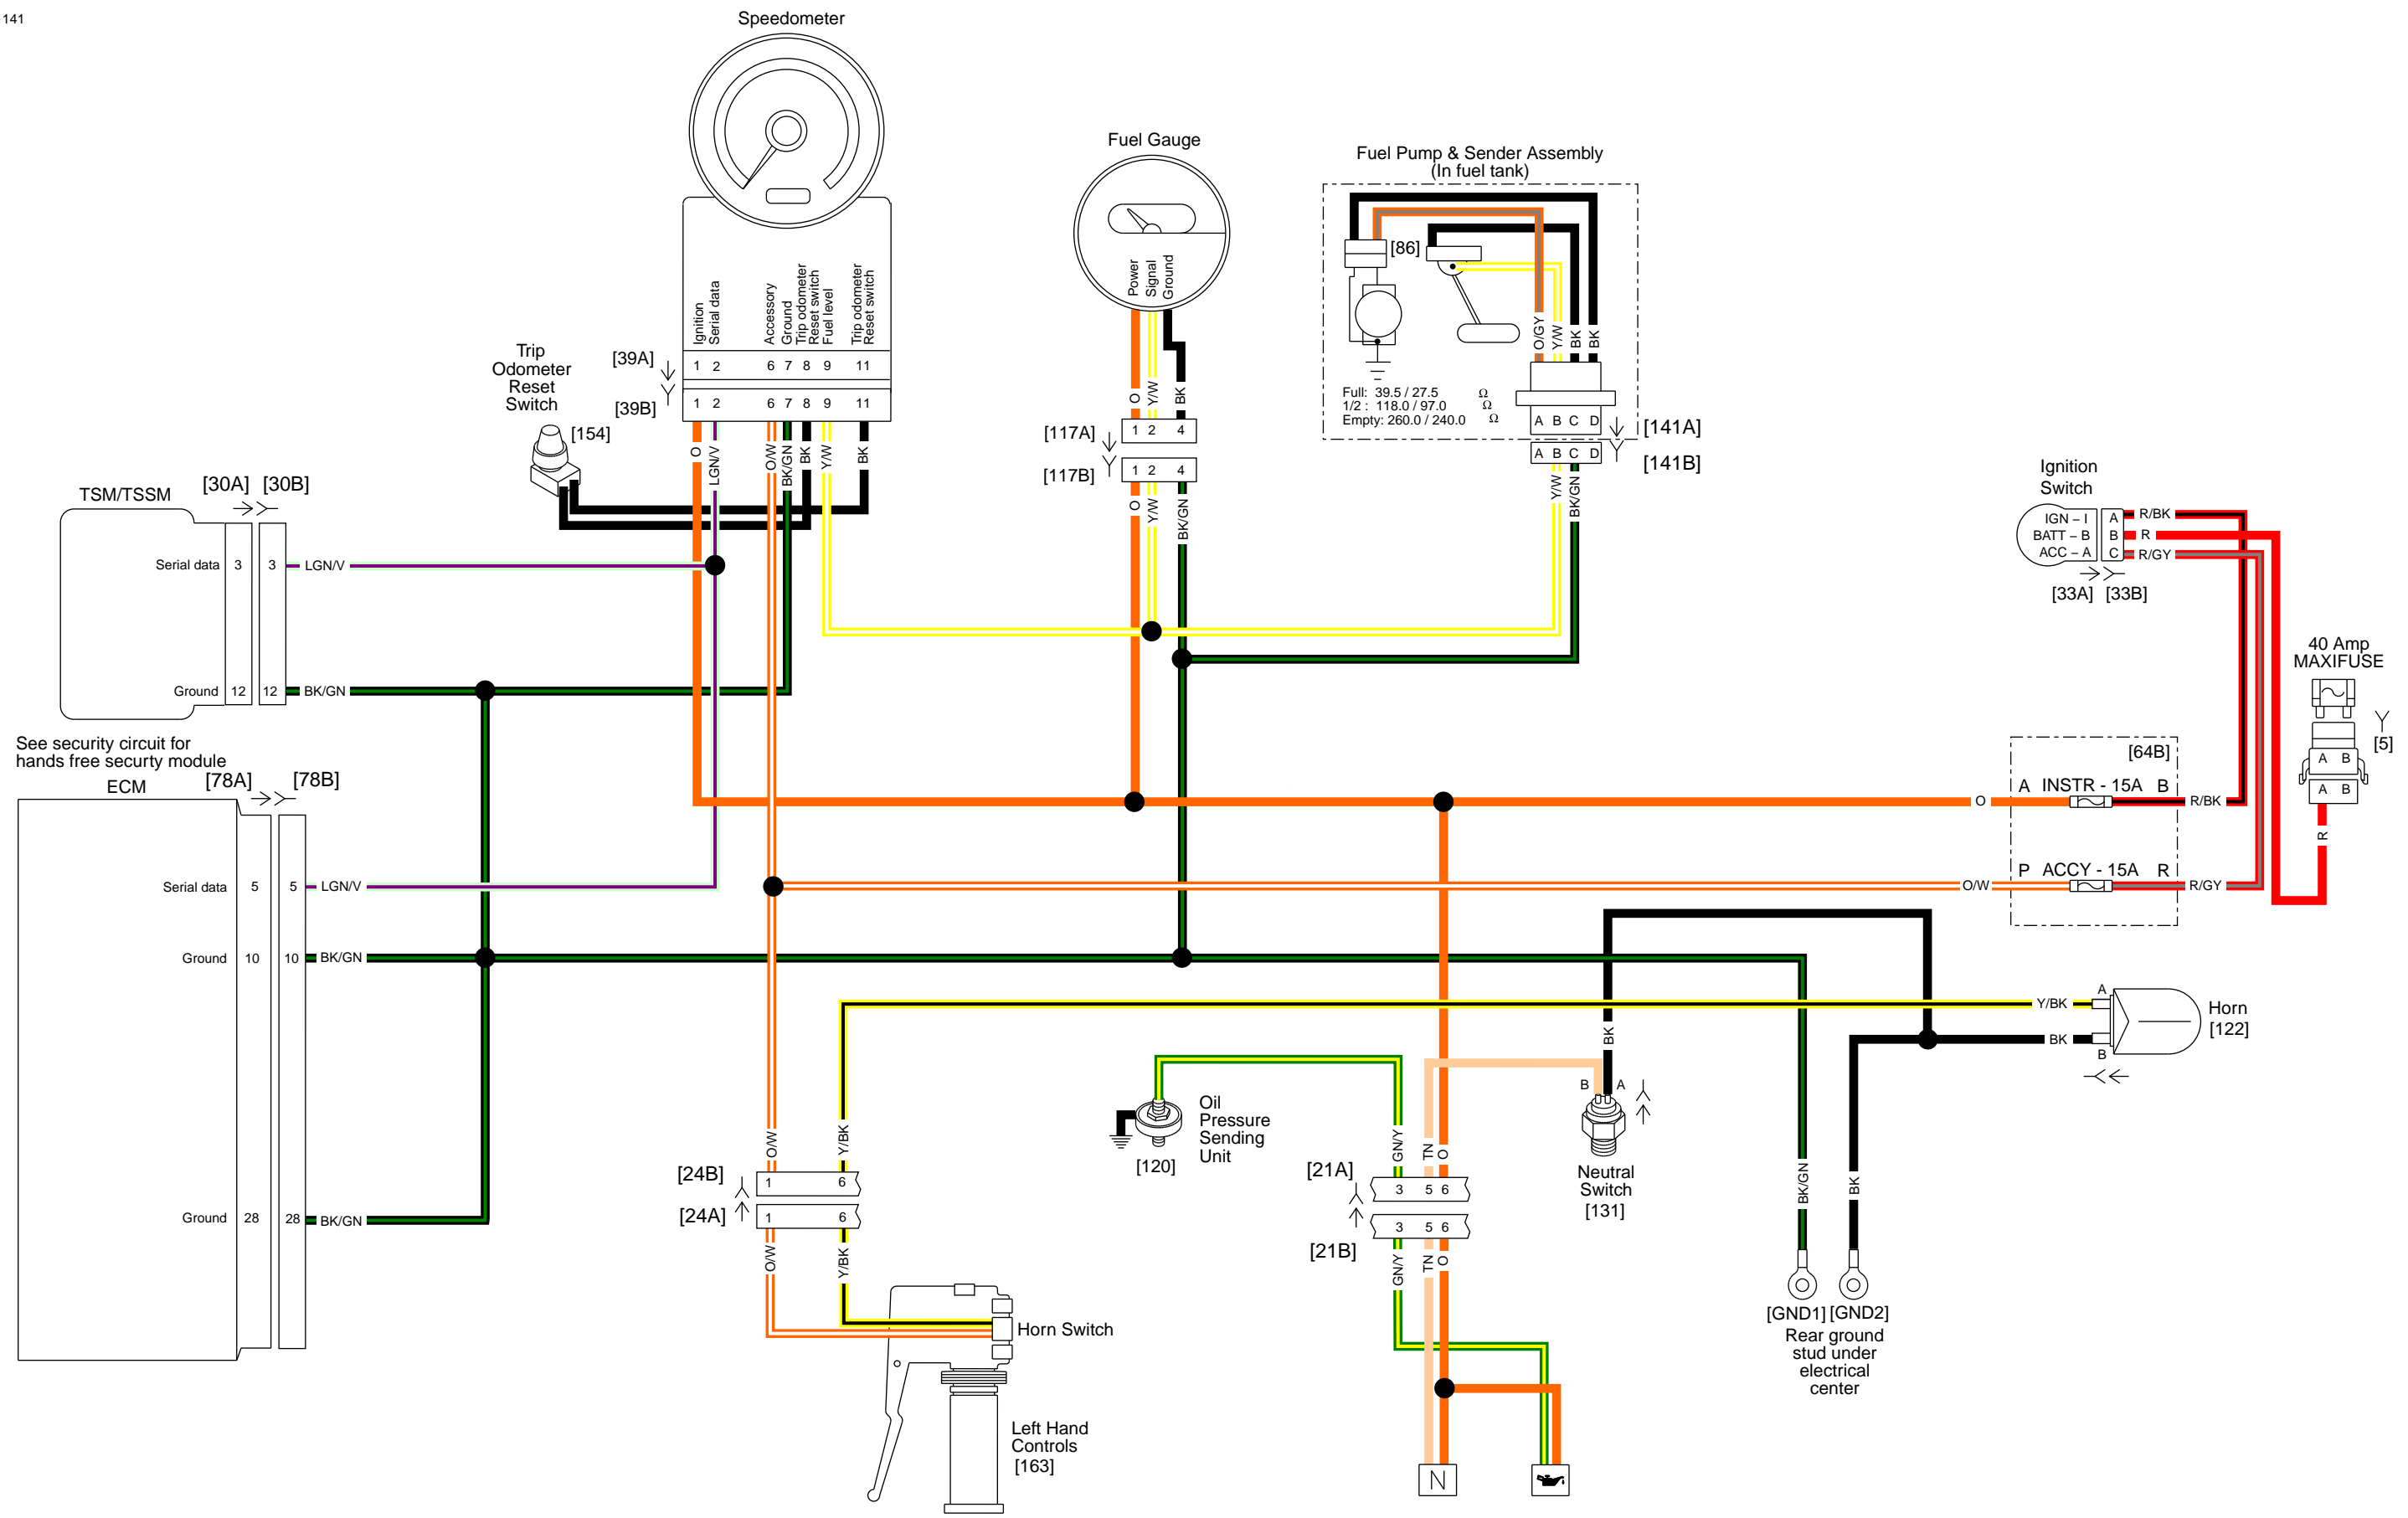 141
Speedometer
Ignition
Serial data
Accessory
Ground
Trip odometer
Reset switch
Fuel level
Trip odometer
Reset switch
[39A]
1 2 6 7 8 9 11
[39B]
1 2 6 7 8 9 11
O
LGN/V
O/W
BK/GN
BK
Y/W
BK
Trip
Odometer
Reset
Switch
[154]
Fuel Gauge
Power
Signal
Ground
O
Y/W
BK
[117A]
1 2 4
[117B]
1 2 4
O
Y/W
BK/GN
Fuel Pump & Sender Assembly
(In fuel tank)
[86]
O/GY
Y/W
BK
BK
Full: 39.5 / 27.5 Ω
1/2 : 118.0 / 97.0 Ω
Empty: 260.0 / 240.0 Ω
A B C D
[141A]
A B C D
[141B]
Y/W
BK/GN
Ignition
Switch
IGN – I A R/BK
BATT – B B R
ACC – A C R/GY
[33A] [33B]
40 Amp
MAXIFUSE
[5]
A B
A B
R
TSM/TSSM
[30A] [30B]
Serial data 3 3 LGN/V
Ground 12 12 BK/GN
See security circuit for
hands free securty module
ECM
[78A] [78B]
Serial data 5 5 LGN/V
Ground 10 10 BK/GN
Ground 28 28 BK/GN
[64B]
O A INSTR - 15A B R/BK
O/W P ACCY - 15A R R/GY
A
Y/BK
BK
B
Horn
[122]
O/W
Y/BK
[24B]
1 6
[24A]
1 6
O/W
Y/BK
Horn Switch
Left Hand
Controls
[163]
Oil
Pressure
Sending
Unit
[120]
GN/Y
TN
O
[21A]
3 5 6
[21B]
3 5 6
GN/Y
TN
O
N
BK
B A
Neutral
Switch
[131]
BK/GN
BK
[GND1] [GND2]
Rear ground
stud under
electrical
center